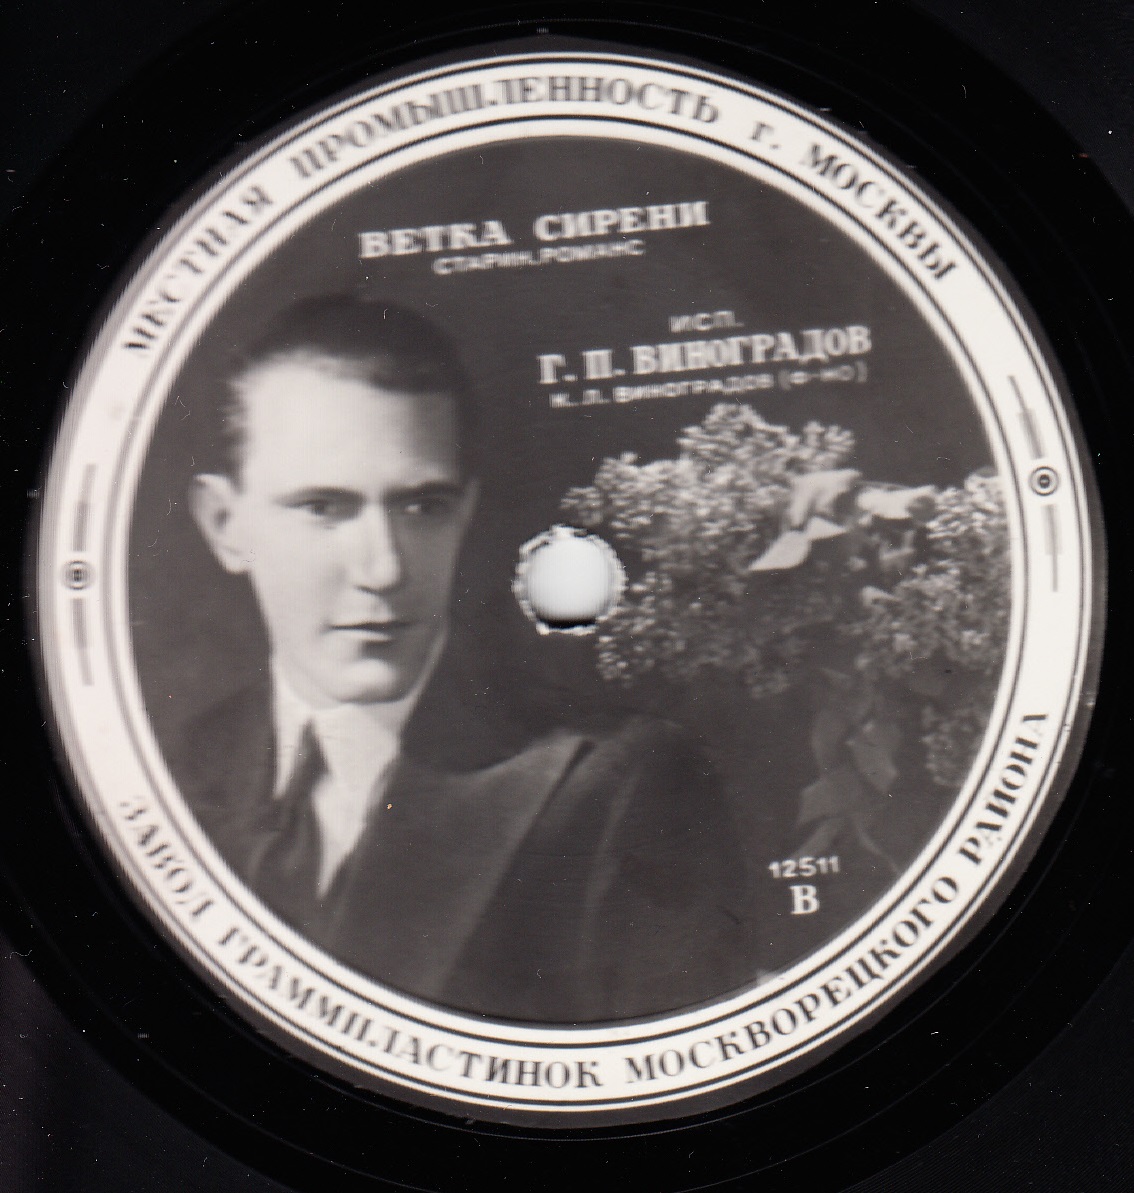 МЕСТНАЯ ПРОМЫШЛЕННОСТЬ г. МОСКВЫ
ВЕТКА СИРЕНИ
СТАРИН.РОМАНС
ИСП.
Г. П. ВИНОГРАДОВ
К. Л. ВИНОГРАДОВ (Ф-НО)
12511
В
ЗАВОД ГРАММПЛАСТИНОК МОСКВОРЕЦКОГО РАЙОНА